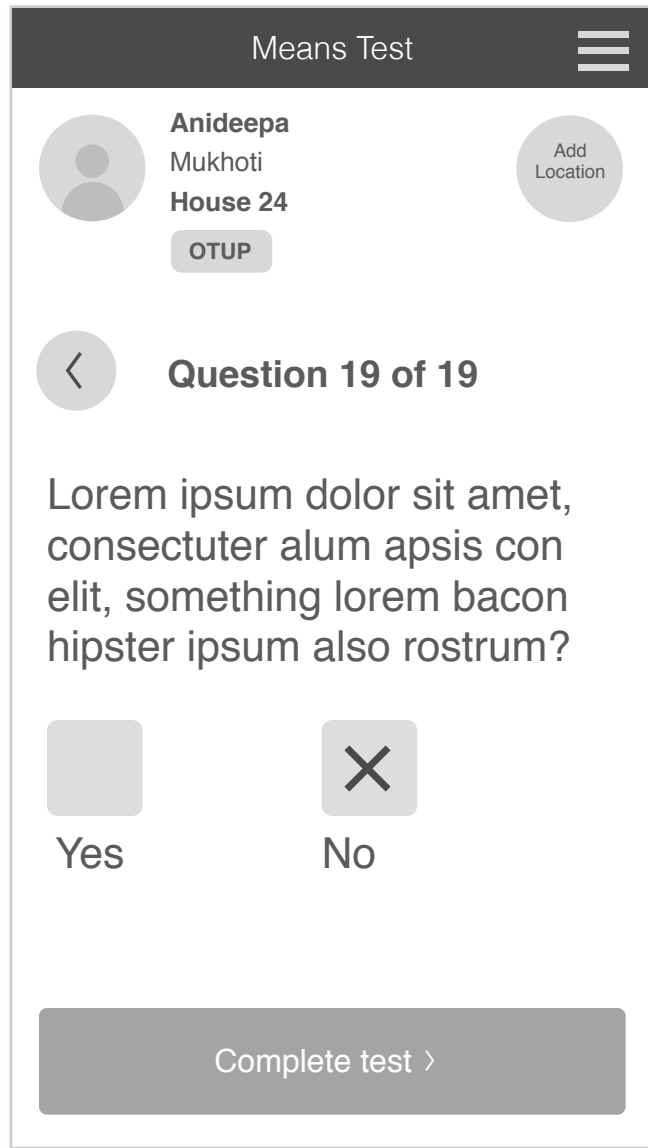 Means Test
Anideepa
Mukhoti
House 24
OTUP
Add
Location
Question 19 of 19
Lorem ipsum dolor sit amet,
consectuter alum apsis con
elit, something lorem bacon
hipster ipsum also rostrum?
Yes
No
Complete test >